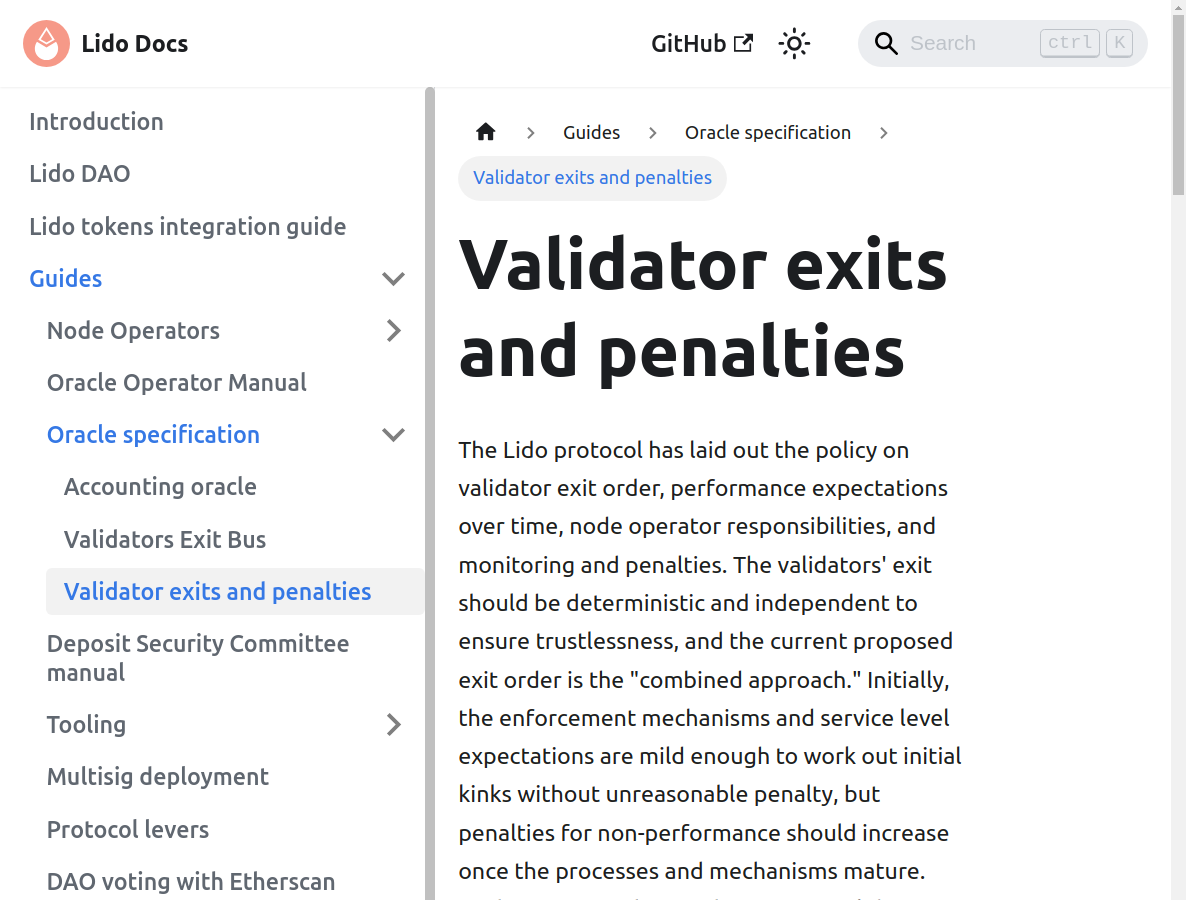 Lido Docs
GitHub
Search
ctrl K
Introduction
Lido DAO
Lido tokens integration guide
Guides
Node Operators
Oracle Operator Manual
Oracle specification
Accounting oracle
Validators Exit Bus
Validator exits and penalties
Deposit Security Committee
manual
Tooling
Multisig deployment
Protocol levers
DAO voting with Etherscan
Guides
Oracle specification
Validator exits and penalties
Validator exits
and penalties
The Lido protocol has laid out the policy on
validator exit order, performance expectations
over time, node operator responsibilities, and
monitoring and penalties. The validators' exit
should be deterministic and independent to
ensure trustlessness, and the current proposed
exit order is the "combined approach." Initially,
the enforcement mechanisms and service level
expectations are mild enough to work out initial
kinks without unreasonable penalty, but
penalties for non-performance should increase
once the processes and mechanisms mature.